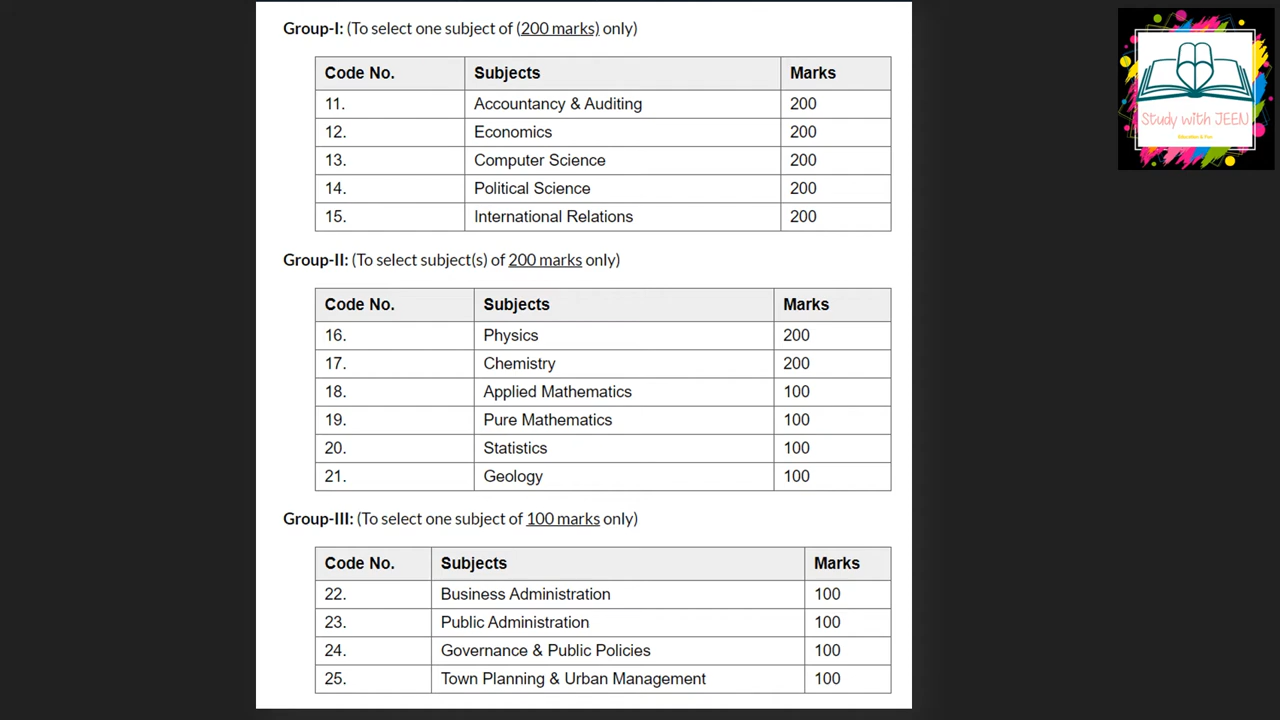 Group-I: (To select one subject of (200 marks) only)
Code No. Subjects Marks
11. Accountancy & Auditing 200
12. Economics 200
13. Computer Science 200
14. Political Science 200
15. International Relations 200
Group-II: (To select subject(s) of 200 marks only)
Code No. Subjects Marks
16. Physics 200
17. Chemistry 200
18. Applied Mathematics 100
19. Pure Mathematics 100
20. Statistics 100
21. Geology 100
Group-III: (To select one subject of 100 marks only)
Code No. Subjects Marks
22. Business Administration 100
23. Public Administration 100
24. Governance & Public Policies 100
25. Town Planning & Urban Management 100
Study with JEEN
Education & Fun